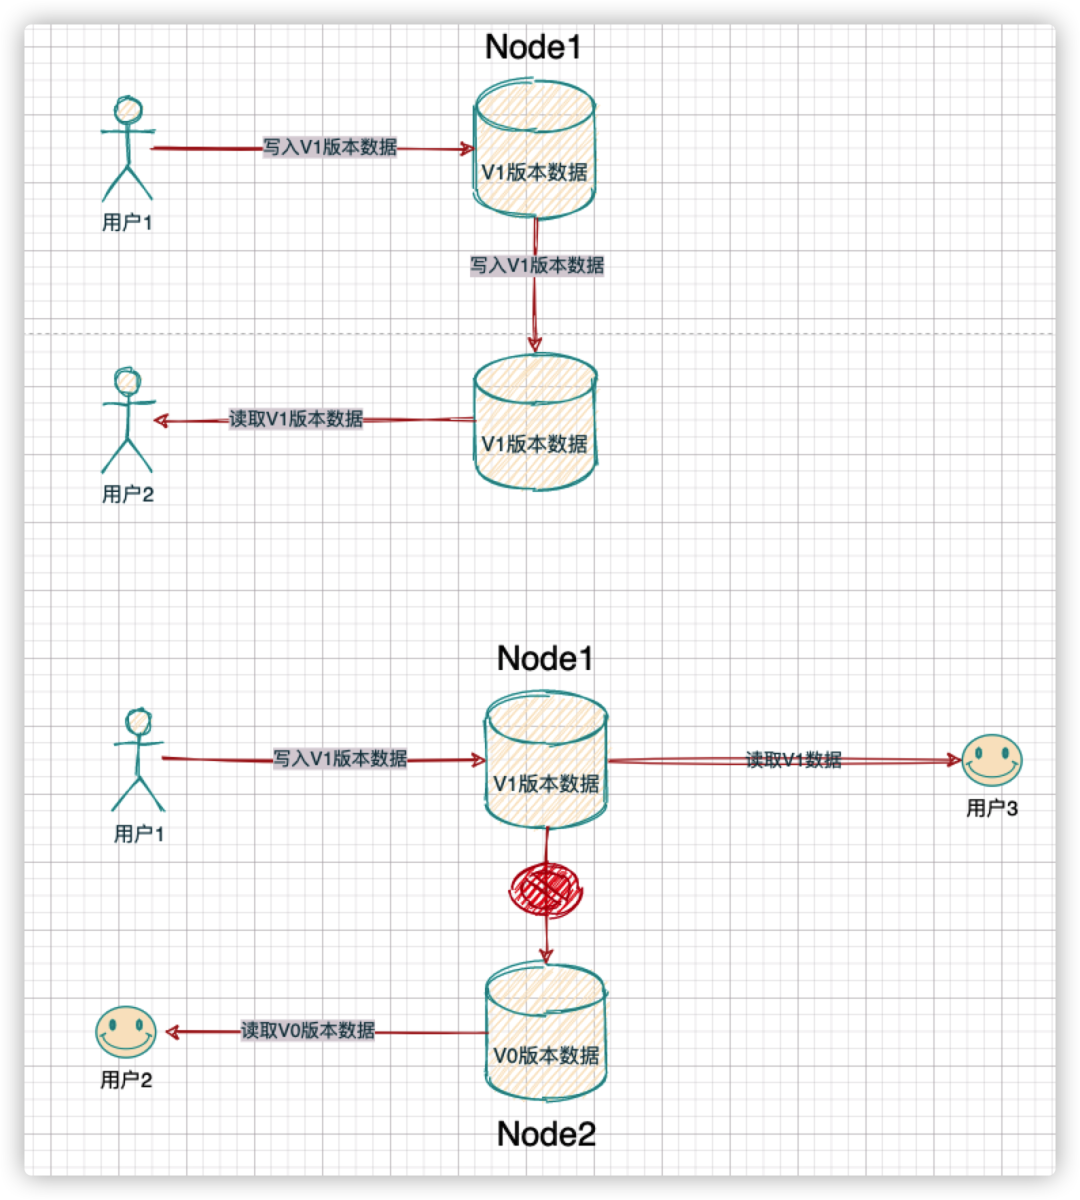 Node1
写入V1版本数据
V1版本数据
用户1
写入V1版本数据
读取V1版本数据
V1版本数据
用户2
Node1
写入V1版本数据
V1版本数据
读取V1数据
用户3
用户1
读取V0版本数据
V0版本数据
用户2
Node2